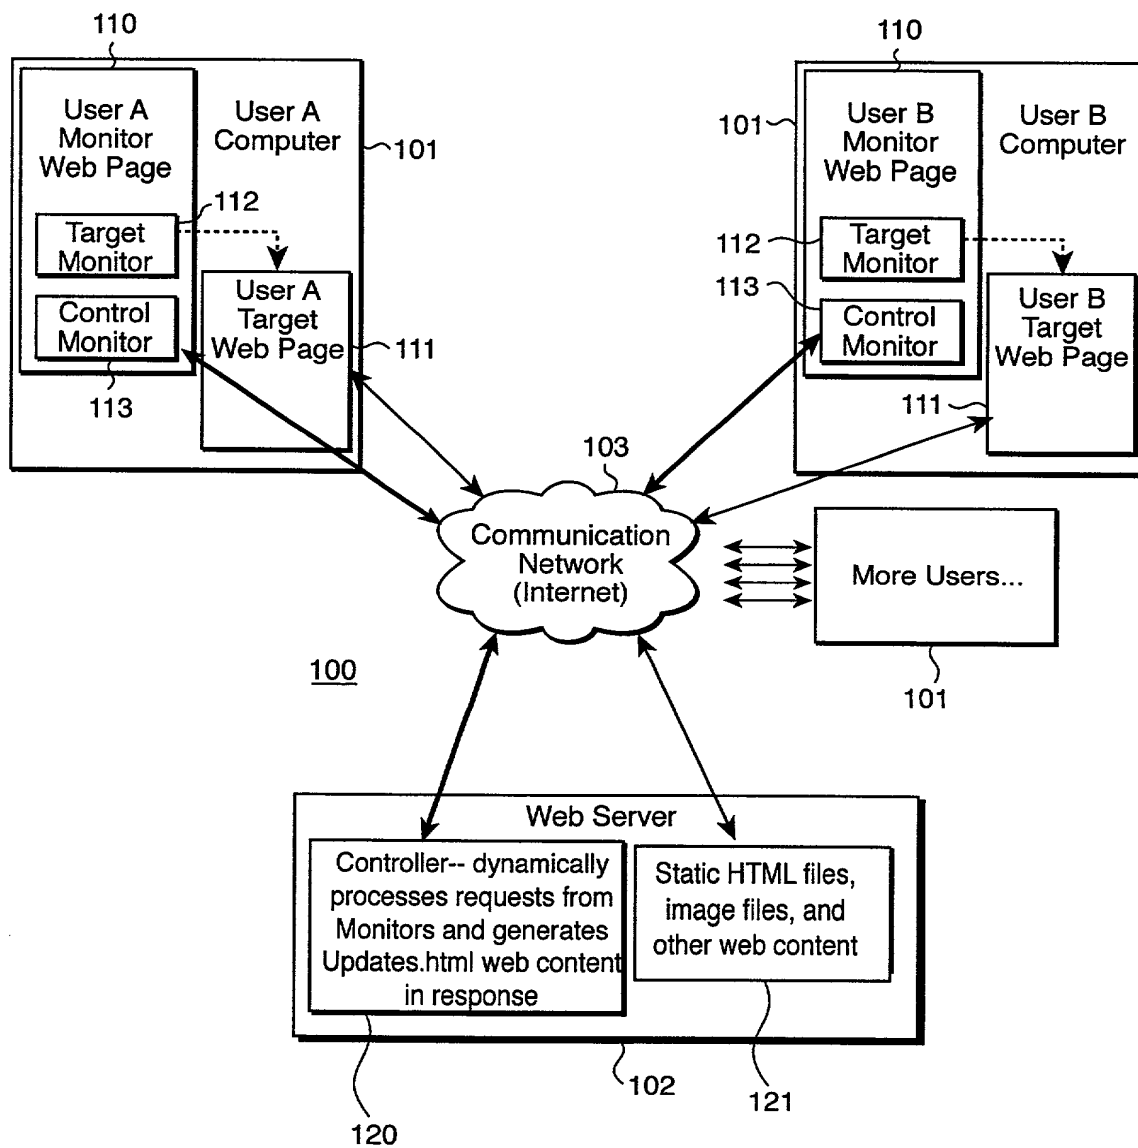 110
110
User A
Monitor
Web Page
User A
Computer
101
112
Target
Monitor
Control
Monitor
113
User A
Target
Web Page
111
101
User B
Monitor
Web Page
User B
Computer
112
Target
Monitor
113
Control
Monitor
User B
Target
Web Page
111
103
Communication
Network
(Internet)
More Users...
101
100
Web Server
Controller-- dynamically
processes requests from
Monitors and generates
Updates.html web content
in response
Static HTML files,
image files, and
other web content
102
121
120